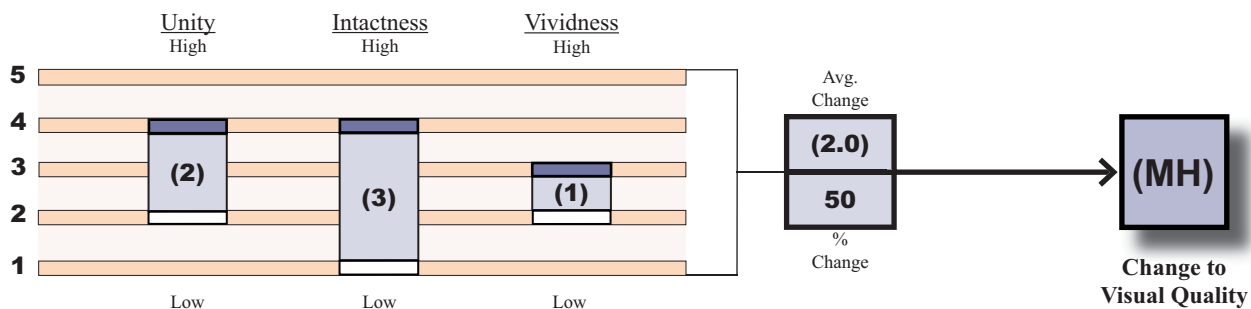 Unity Intactness Vividness
High High High
5
4
3
2
1
(2)
(3)
(1)
Low Low Low
Avg.
Change
(2.0)
50
%
Change
(MH)
Change to
Visual Quality